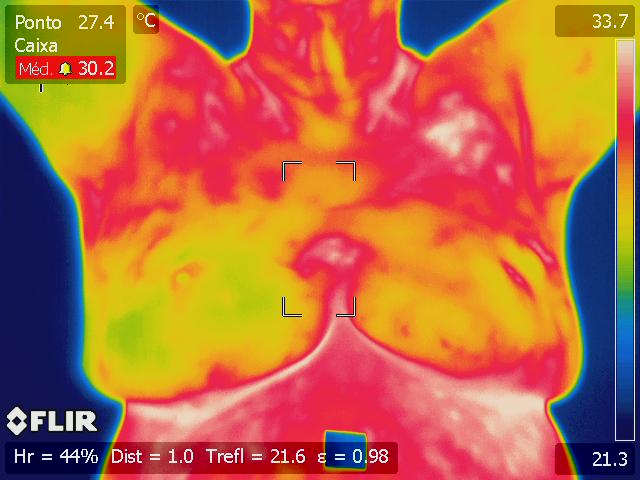 Ponto 27.4 °C
Caixa
Méd. 30.2
33.7
FLIR
Hr = 44% Dist = 1.0 Trefl = 21.6 ε = 0.98
21.3